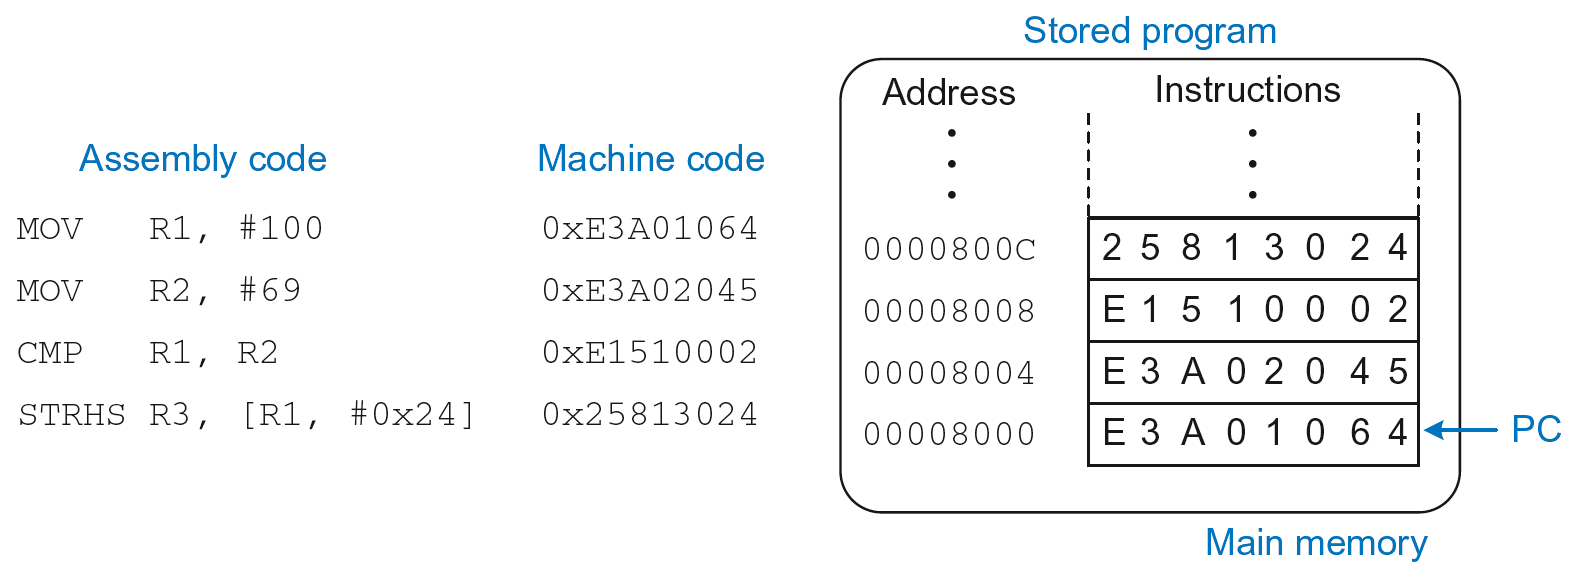 Stored program
Address Instructions
Assembly code Machine code
MOV R1, #100 0xE3A01064
MOV R2, #69 0xE3A02045
CMP R1, R2 0xE1510002
STRHS R3, [R1, #0x24] 0x25813024
0000800C 2 5 8 1 3 0 2 4
00008008 E 1 5 1 0 0 0 2
00008004 E 3 A 0 2 0 4 5
00008000 E 3 A 0 1 0 6 4 PC
Main memory